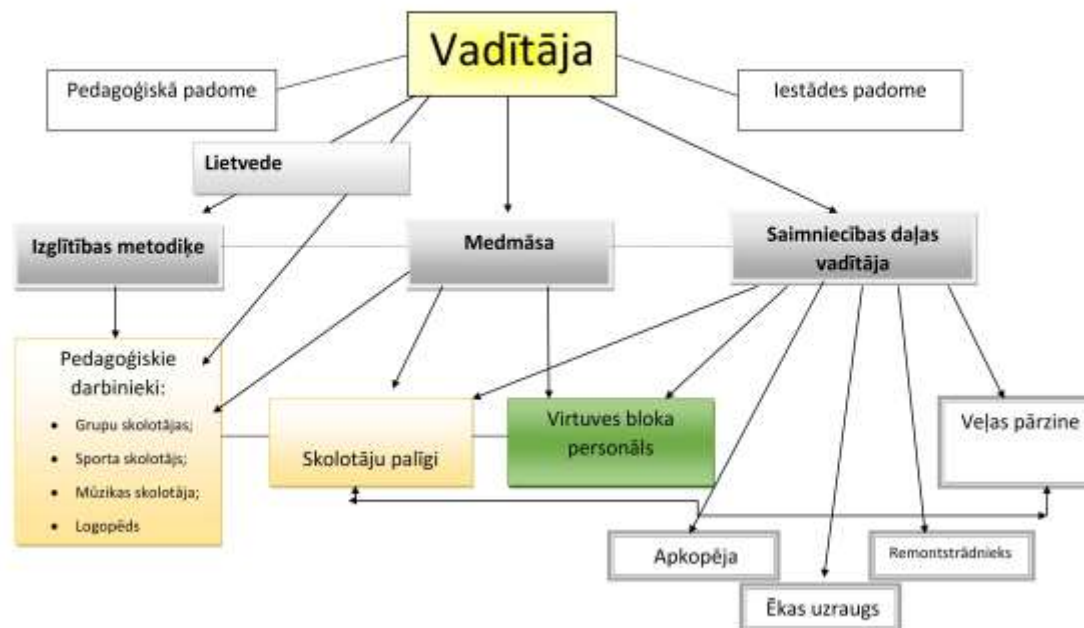 Vadītāja
Pedagoģiskā padome
Iestādes padome
Lietvede
Izglītības metodiķe
Medmāsa
Saimniecības daļas
vadītāja
Pedagoģiskie
darbinieki:
• Grupu skolotājas;
• Sporta skolotājs;
• Mūzikas skolotāja;
• Logopēds
Skolotāju palīgi
Virtuves bloka
personāls
Veļas pārzine
Apkopēja
Remontstrādnieks
Ēkas uzraugs